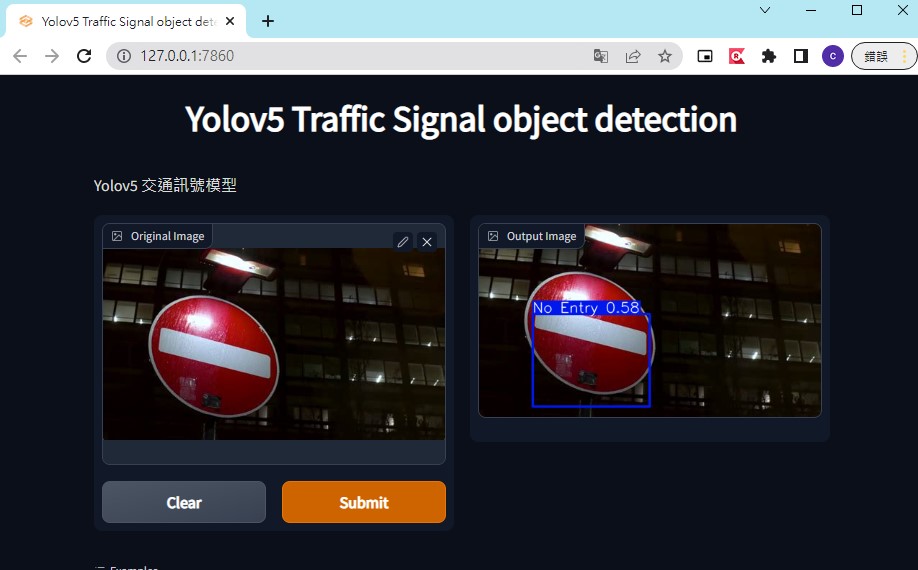 Yolov5 Traffic Signal object dete
127.0.0.1:7860
C
錯誤
Yolov5 Traffic Signal object detection
Yolov5 交通訊號模型
Original Image
Output Image
No Entry 0.58
Clear
Submit
Examples